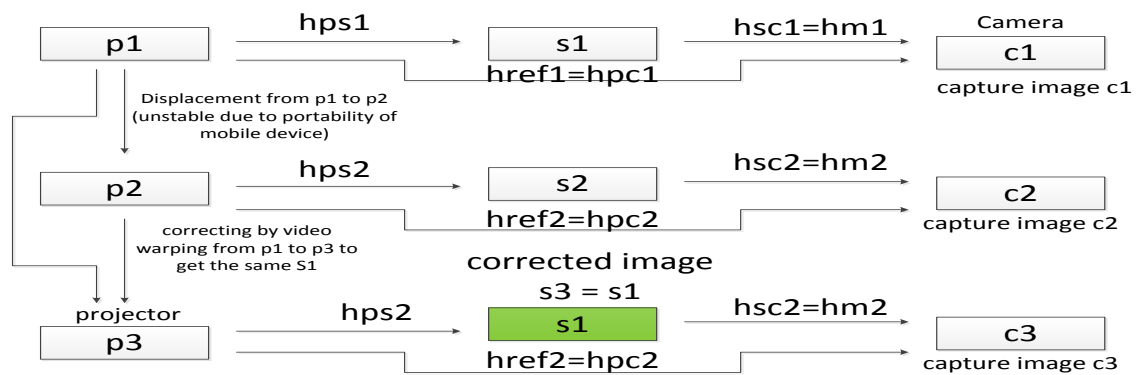 hps1
hsc1=hm1
Camera
p1
s1
c1
href1=hpc1
capture image c1
Displacement from p1 to p2
(unstable due to portability of
mobile device)
hps2
hsc2=hm2
p2
s2
c2
href2=hpc2
capture image c2
correcting by video
warping from p1 to p3 to
get the same S1
corrected image
s3 = s1
projector
hps2
hsc2=hm2
p3
s1
c3
href2=hpc2
capture image c3